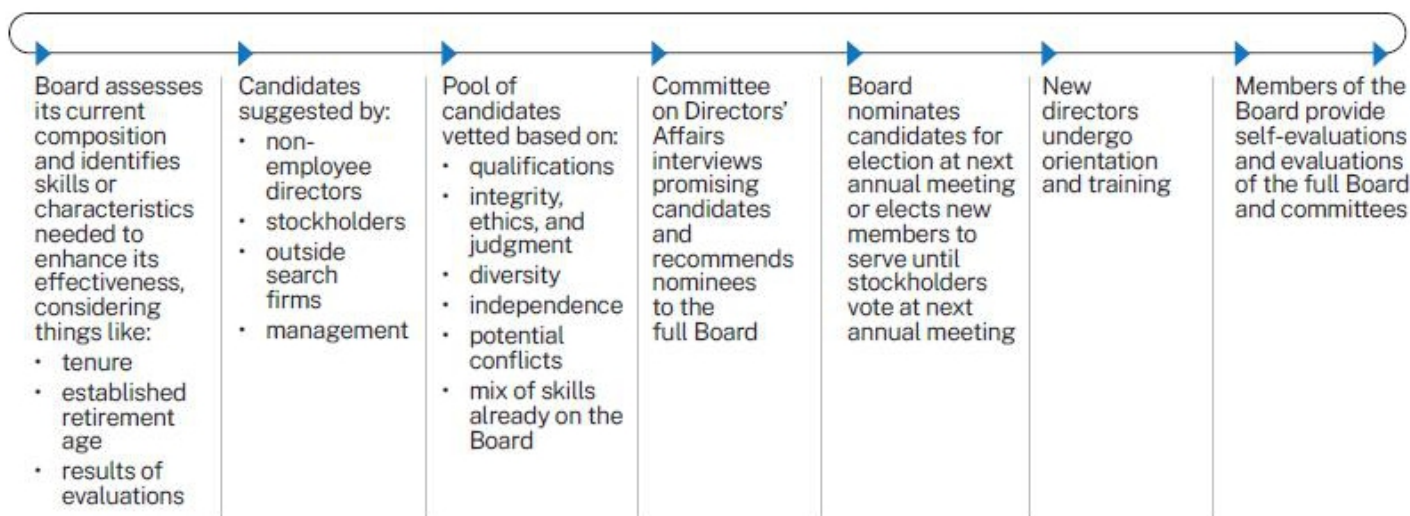 Board assesses
its current
composition
and identifies
skills or
characteristics
needed to
enhance its
effectiveness,
considering
things like:
• tenure
• established
retirement
age
• results of
evaluations
Candidates
suggested by:
• non-
employee
directors
• stockholders
• outside
search
firms
• management
Pool of
candidates
vetted based on:
• qualifications
• integrity,
ethics, and
judgment
• diversity
• independence
• potential
conflicts
• mix of skills
already on the
Board
Committee
on Directors'
Affairs
interviews
promising
candidates
and
recommends
nominees
to the
full Board
Board
nominates
candidates for
election at next
annual meeting
or elects new
members to
serve until
stockholders
vote at next
annual meeting
New
directors
undergo
orientation
and training
Members of the
Board provide
self-evaluations
and evaluations
of the full Board
and committees